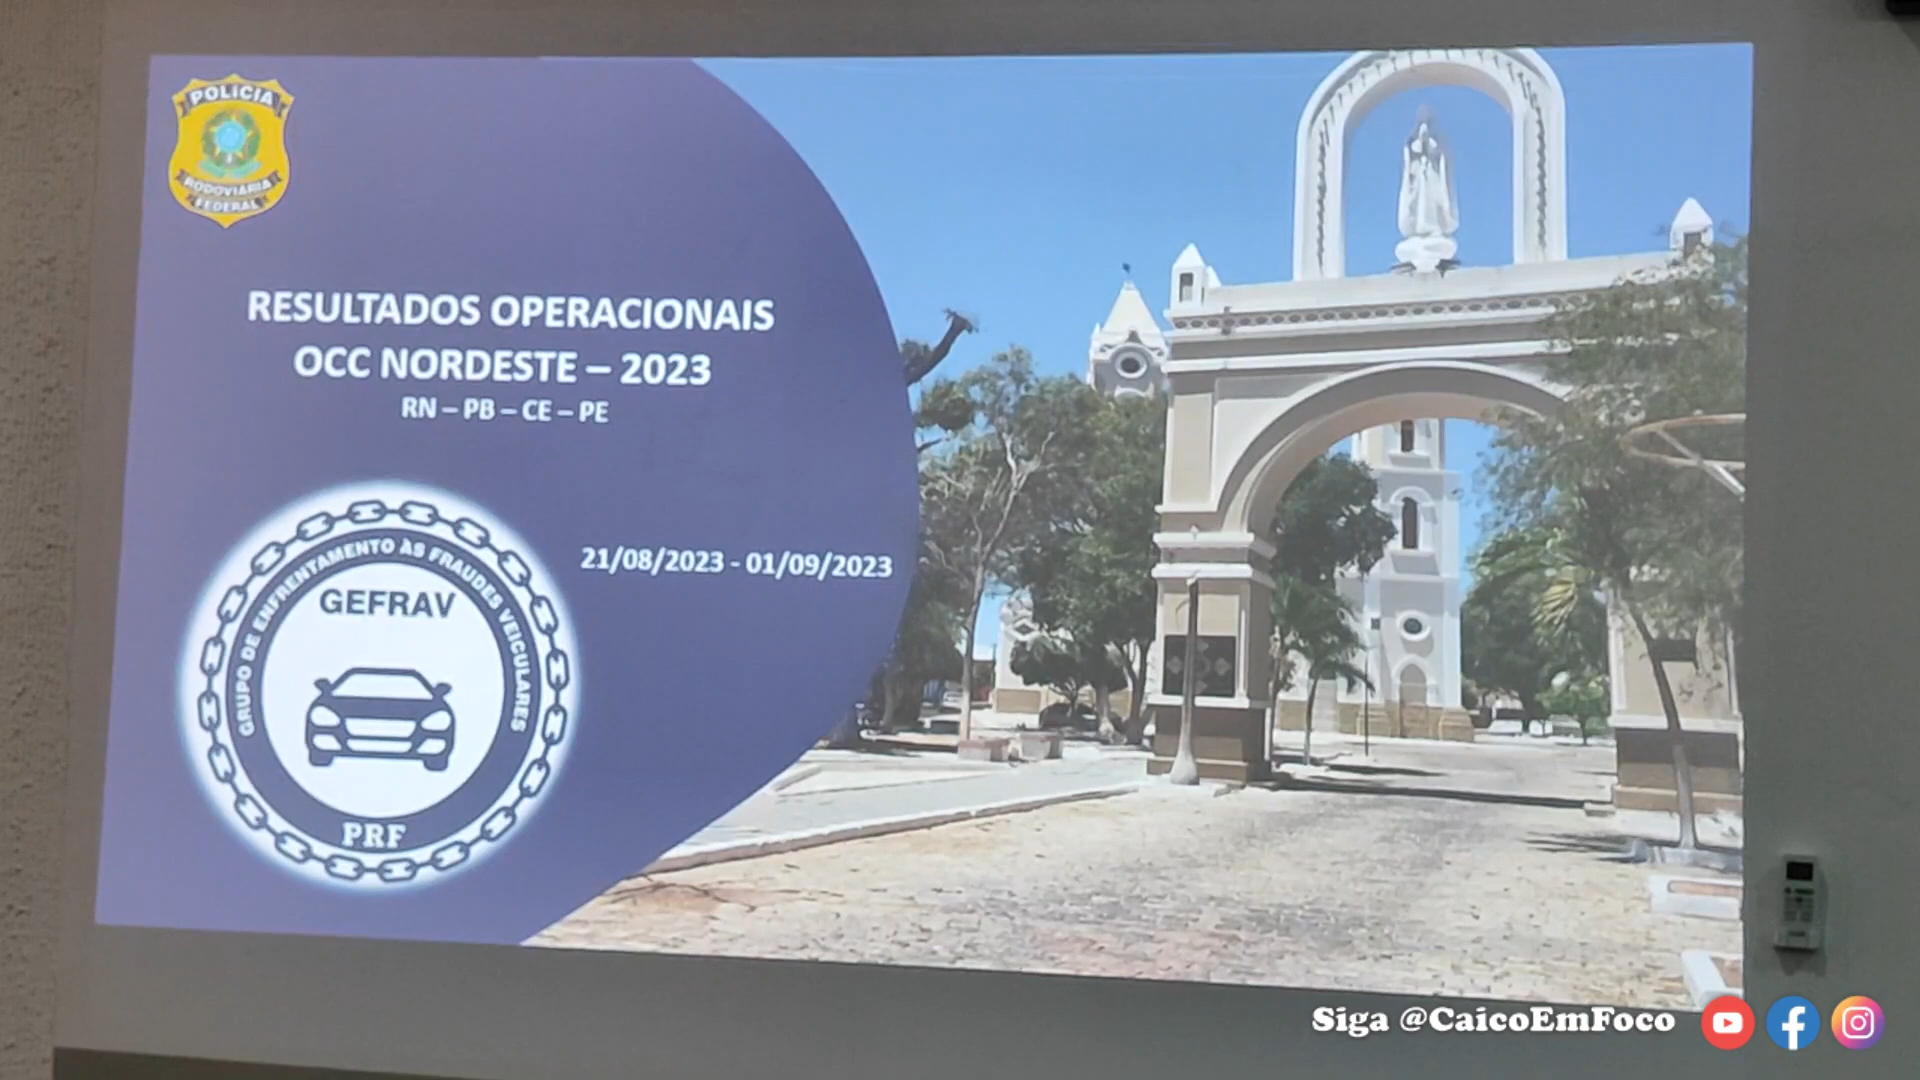 POLÍCIA
RODOVIÁRIA
FEDERAL
RESULTADOS OPERACIONAIS
OCC NORDESTE – 2023
RN – PB – CE – PE
21/08/2023 - 01/09/2023
GRUPO DE ENFRENTAMENTO ÀS FRAUDES VEICULARES
GEFRAV
PRF
Siga @CaicoEmFoco